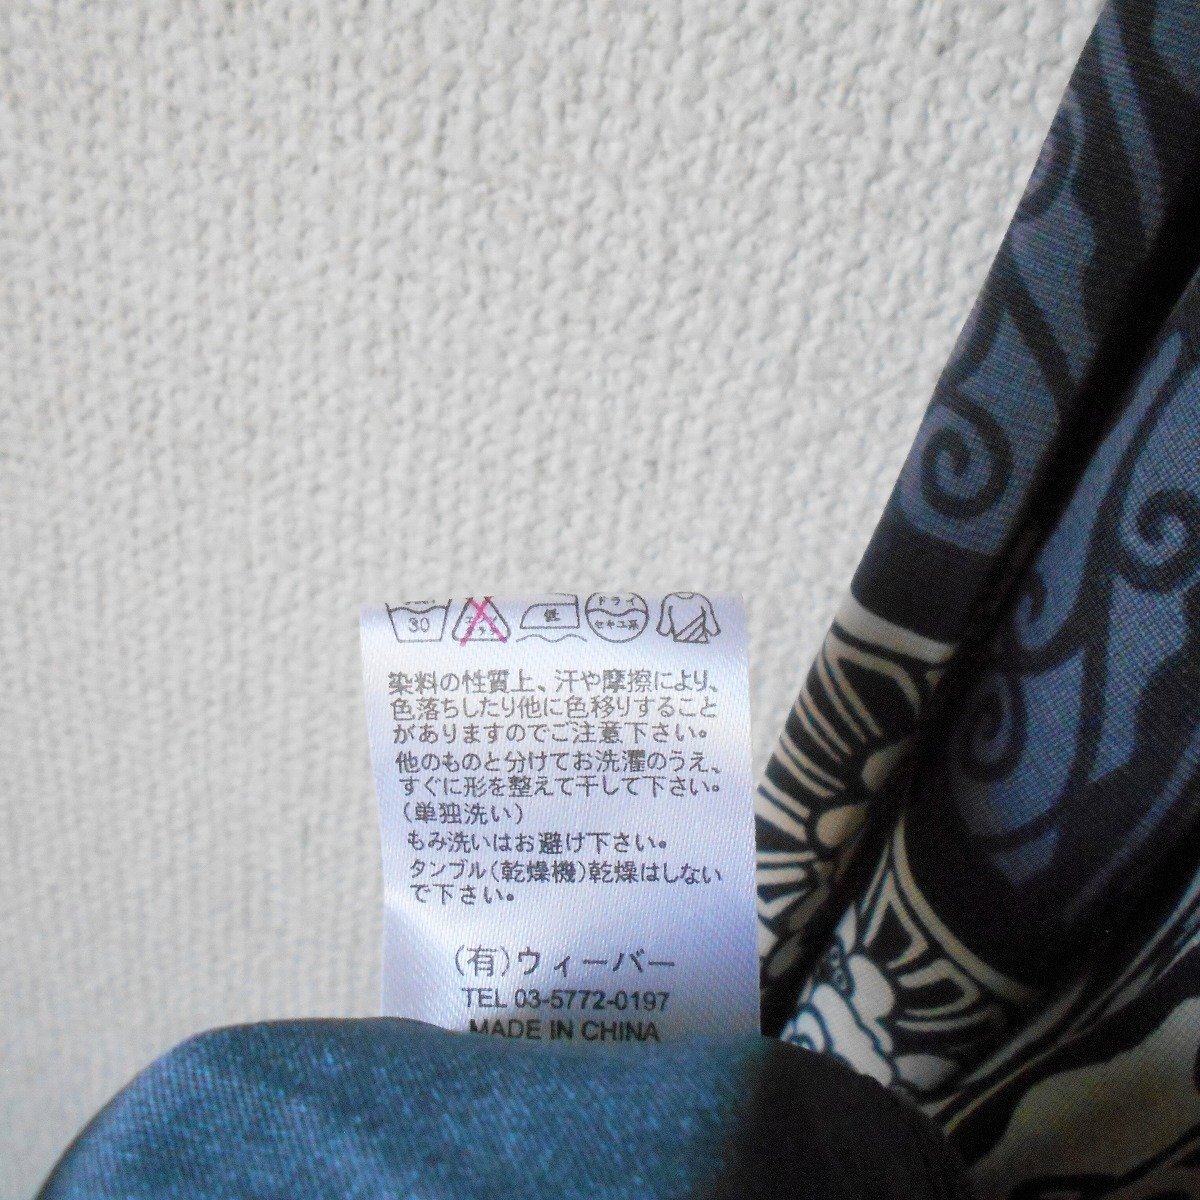 30
低
ドライ
セキユ系
染料の性質上、汗や摩擦により、
色落ちしたり他に色移りすること
がありますのでご注意下さい。
他のものと分けてお洗濯のうえ、
すぐに形を整えて干して下さい。
(単独洗い)
もみ洗いはお避け下さい。
タンブル(乾燥機)乾燥はしない
で下さい。
(有)ウィーバー
TEL 03-5772-0197
MADE IN CHINA